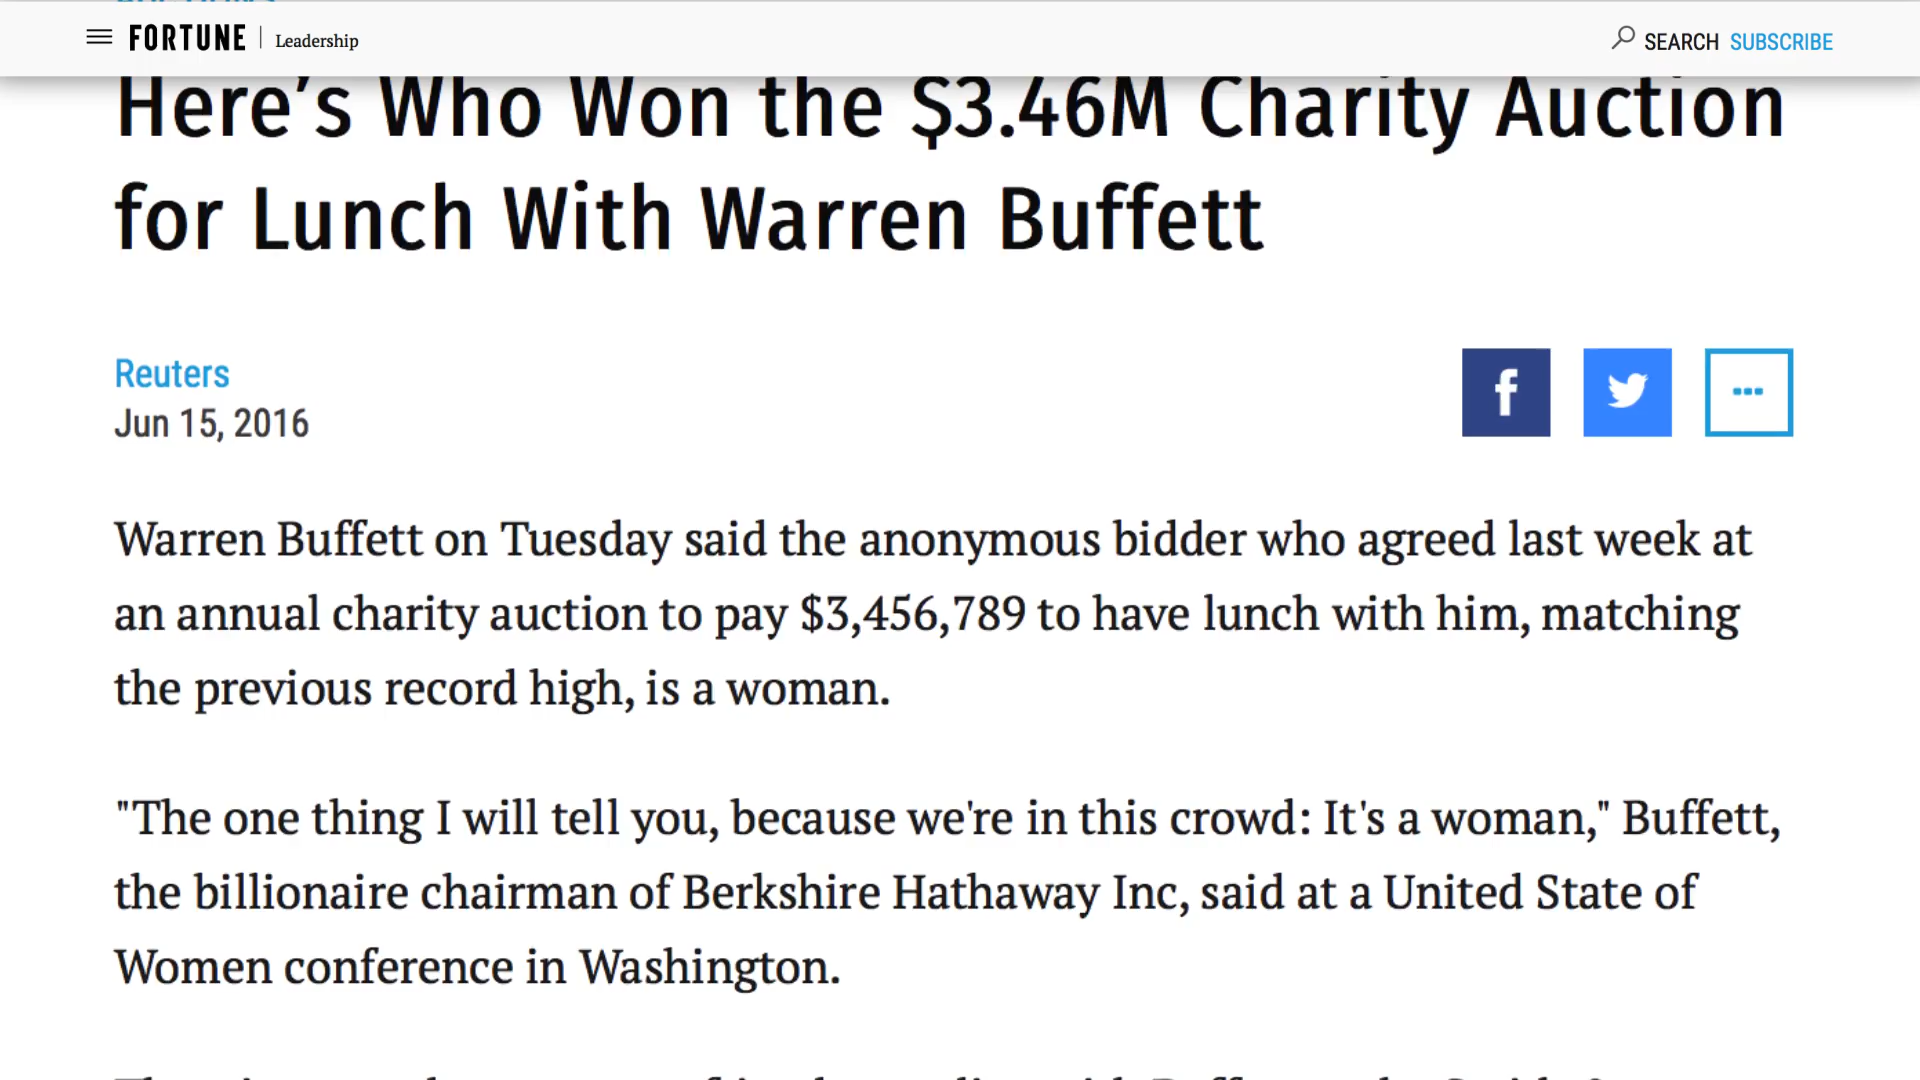 FORTUNE | Leadership
SEARCH SUBSCRIBE
Here’s Who Won the $3.46M Charity Auction
for Lunch With Warren Buffett
Reuters
Jun 15, 2016
Warren Buffett on Tuesday said the anonymous bidder who agreed last week at
an annual charity auction to pay $3,456,789 to have lunch with him, matching
the previous record high, is a woman.
"The one thing I will tell you, because we're in this crowd: It's a woman," Buffett,
the billionaire chairman of Berkshire Hathaway Inc, said at a United State of
Women conference in Washington.